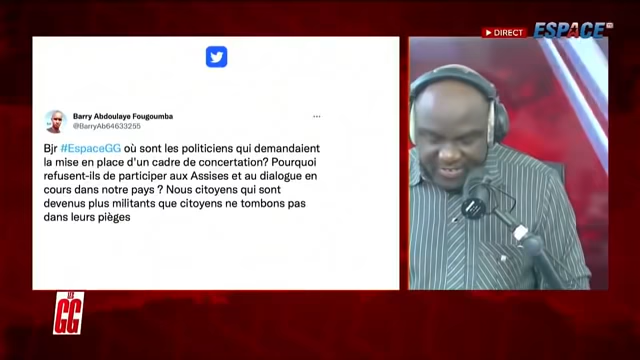 DIRECT
ESPACE
Barry Abdoulaye Fougoumba
@BarryAb64633255
Bjr #EspaceGG où sont les politiciens qui demandaient
la mise en place d'un cadre de concertation? Pourquoi
refusent-ils de participer aux Assises et au dialogue en
cours dans notre pays ? Nous citoyens qui sont
devenus plus militants que citoyens ne tombons pas
dans leurs pièges
LES
GG